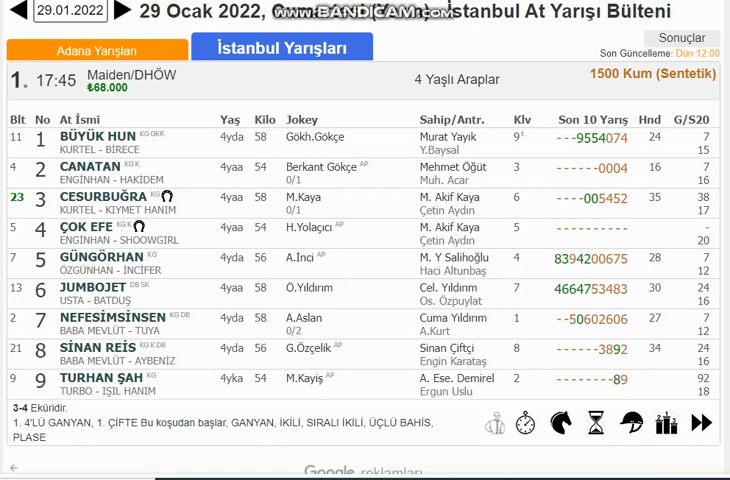 29.01.2022
29 Ocak 2022, Cumartesi (Yarın) İstanbul At Yarışı Bülteni
www.BANDICAM.com
Adana Yarışları
İstanbul Yarışları
Sonuçlar
Son Güncelleme: Dün 12:00
1. 17:45 Maiden/DHÖW 4 Yaşlı Araplar 1500 Kum (Sentetik)
₺68.000
Blt No At İsmi Yaş Kilo Jokey Sahip/Antr. Klv Son 10 Yarış Hnd G/S20
11 1 BÜYÜK HUN KG GKR 4yda 58 Gökh.Gökçe Murat Yayık 9t ---9554074 24 7
KURTEL - BİRECE Y.Baysal 15
4 2 CANATAN KG K 4yaa 54 Berkant Gökçe AP Mehmet Öğüt 3 ------0004 16 7
ENGİNHAN - HAKİDEM 0/1 Muh. Acar 16
23 3 CESURBUĞRA KG 4yaa 58 M.Kaya M. Akif Kaya 6 ----005452 35 38
KURTEL - KIYMET HANIM 0/1 Çetin Aydın 17
5 4 ÇOK EFE KG K 4yaa 54 H.Yolaçıcı AP M. Akif Kaya 5 ---------- -
ENGİNHAN - SHOOWGIRL Çetin Aydın 20
7 5 GÜNGÖRHAN KG 4yda 56 A.İnci AP M. Y Salihoğlu 4 8394200675 28 7
ÖZGÜNHAN - İNCİFER Haci Altunbaş 12
13 6 JUMBOJET DB SK 4yaa 58 Ö.Yıldırım Cel. Yıldırım 7 4664753483 30 24
USTA - BATDUŞ Os. Özpuylat 16
2 7 NEFESİMSİNSEN KG DB 4yda 58 A.Aslan Cuma Yıldırım 1 --50602606 27 7
BABA MEVLÜT - TUYA 0/2 A.Kurt 12
21 8 SİNAN REİS KG K DB 4yda 56 G.Özçelik AP Sinan Çiftçi 8 ------3892 34 24
BABA MEVLÜT - AYBENİZ Engin Karataş 16
9 9 TURHAN ŞAH KG 4yka 54 M.Kayiş AP A. Ese. Demirel 2 --------89 92
TURBO - IŞIL HANIM Ergun Uslu 18
3-4 Eküridir.
1. 4'LÜ GANYAN, 1. ÇİFTE Bu koşudan başlar, GANYAN, İKİLİ, SIRALI İKİLİ, ÜÇLÜ BAHİS,
PLASE
Google reklamları